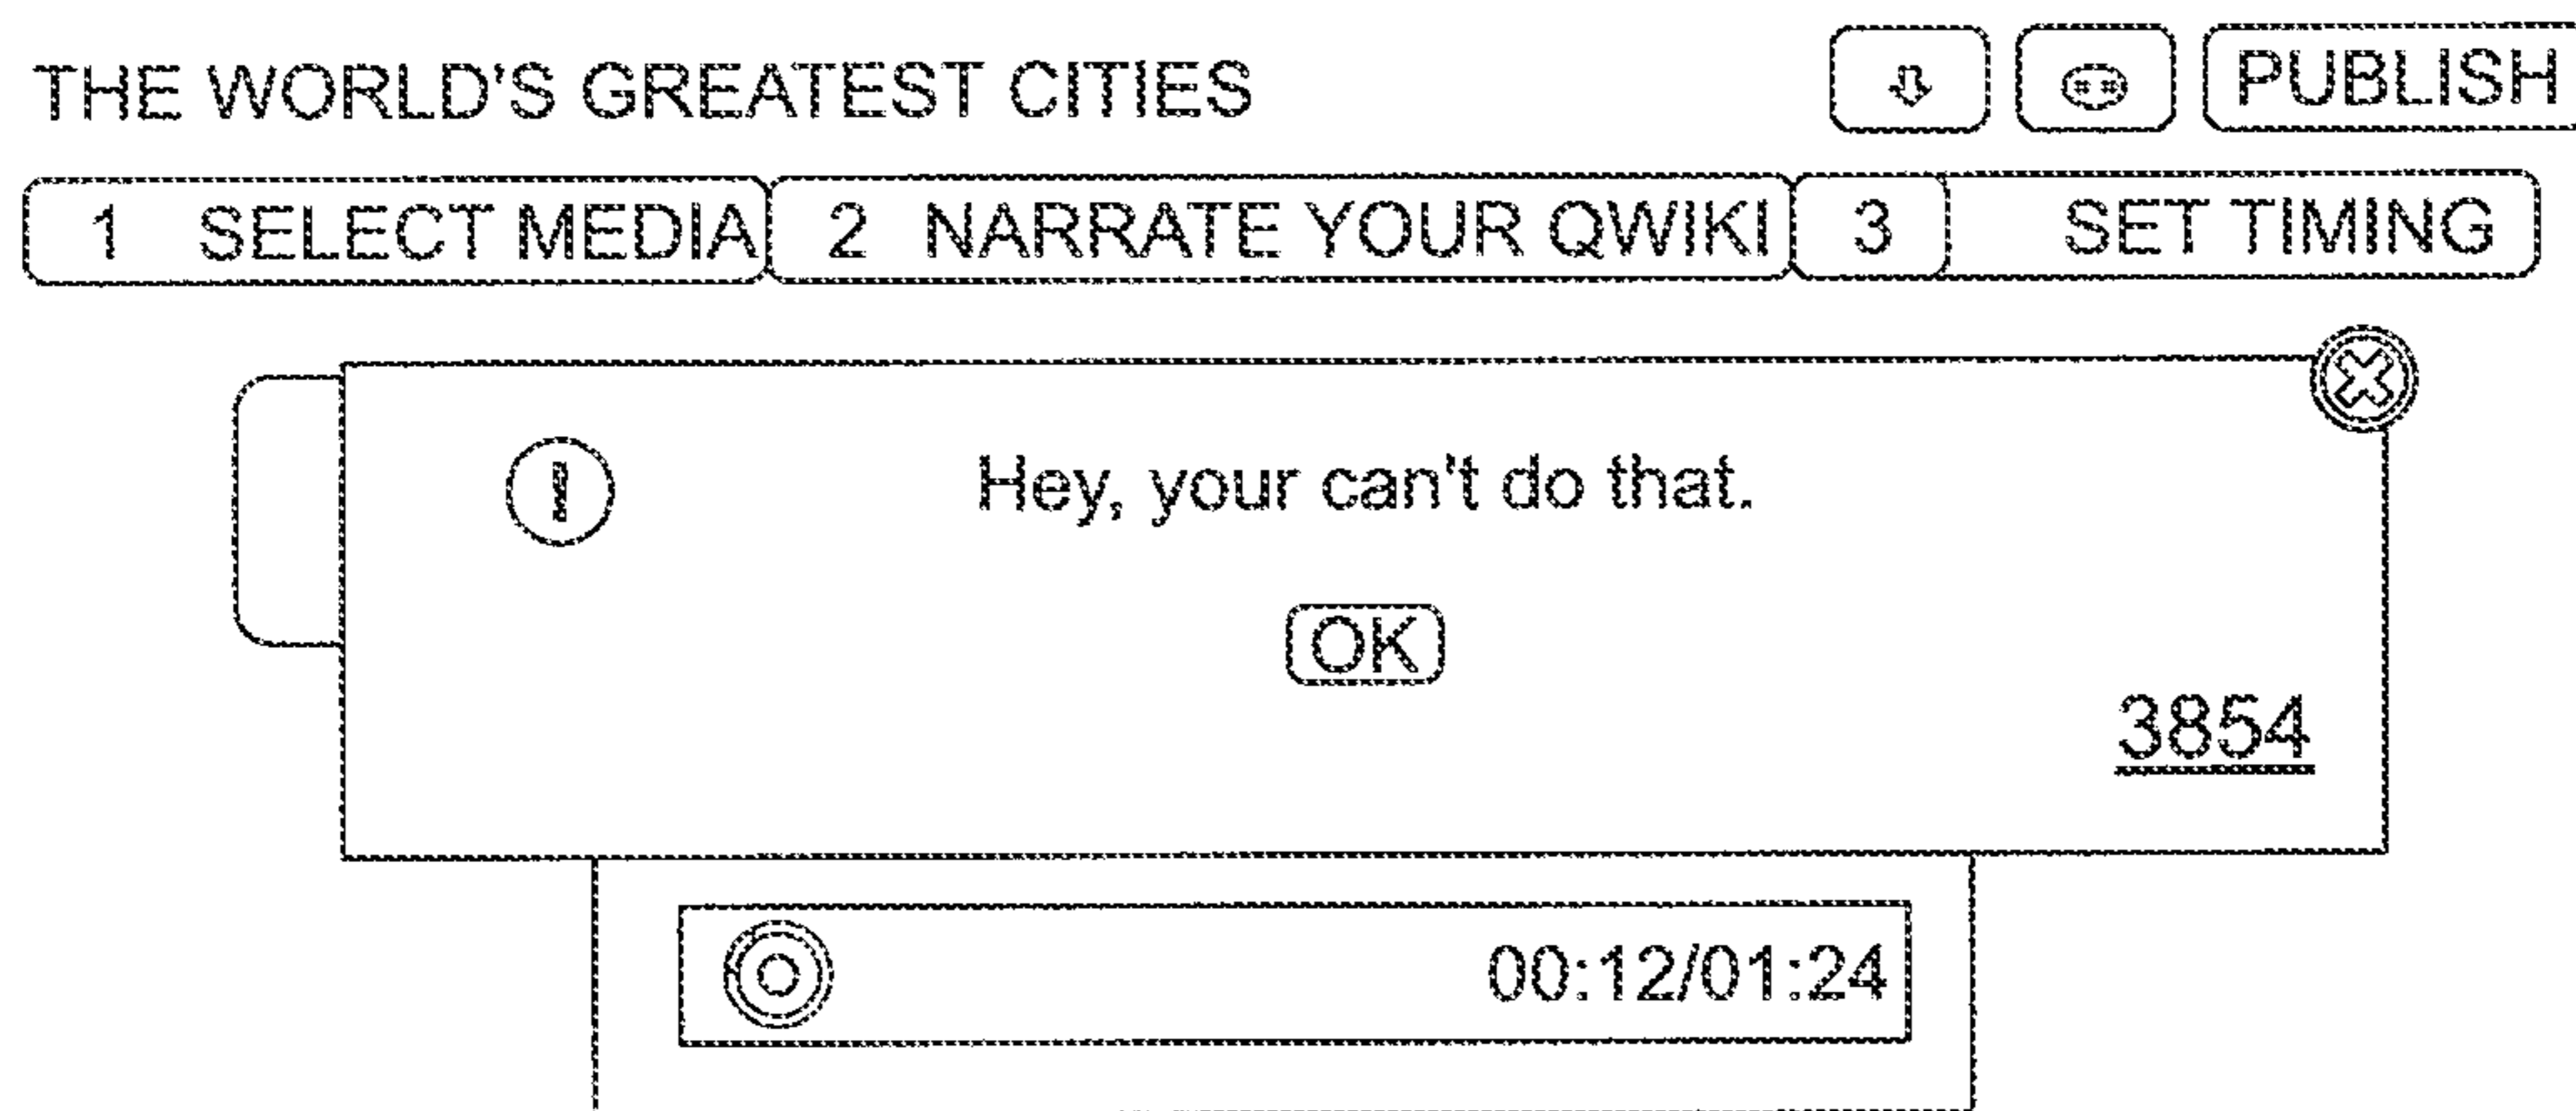 THE WORLD'S GREATEST CITIES PUBLISH
1 SELECT MEDIA 2 NARRATE YOUR QWIKI 3 SET TIMING
! Hey, your can't do that.
OK
3854
00:12/01:24